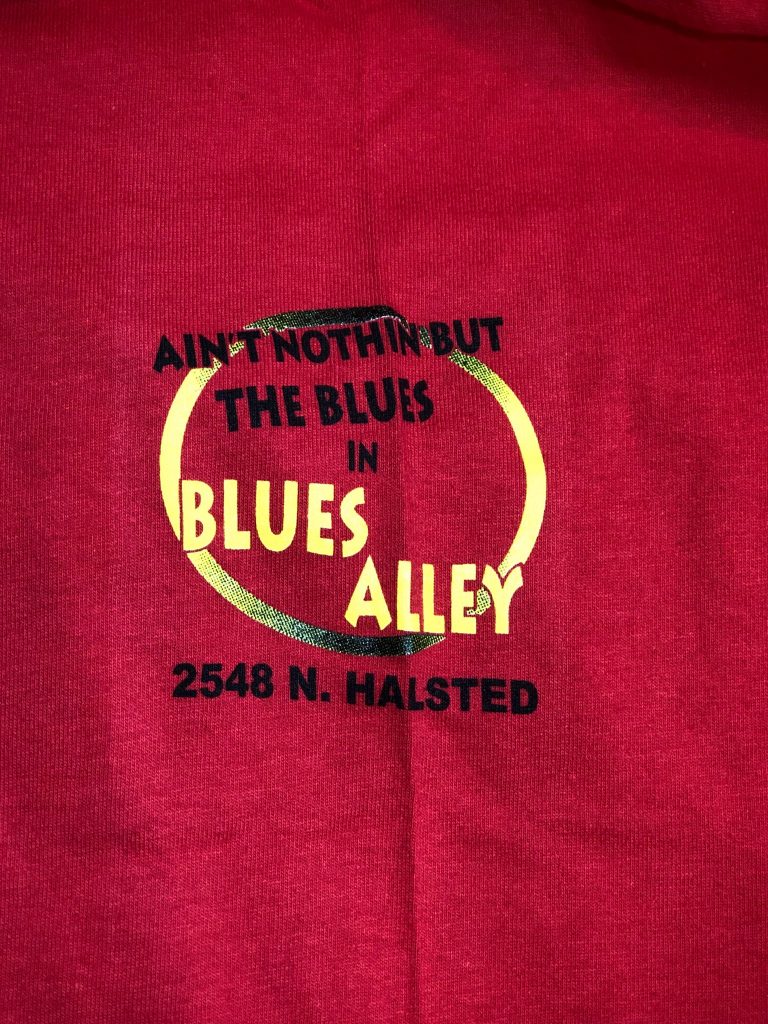 AIN'T NOTHIN BUT
THE BLUES
IN
BLUES
ALLEY
2548 N. HALSTED